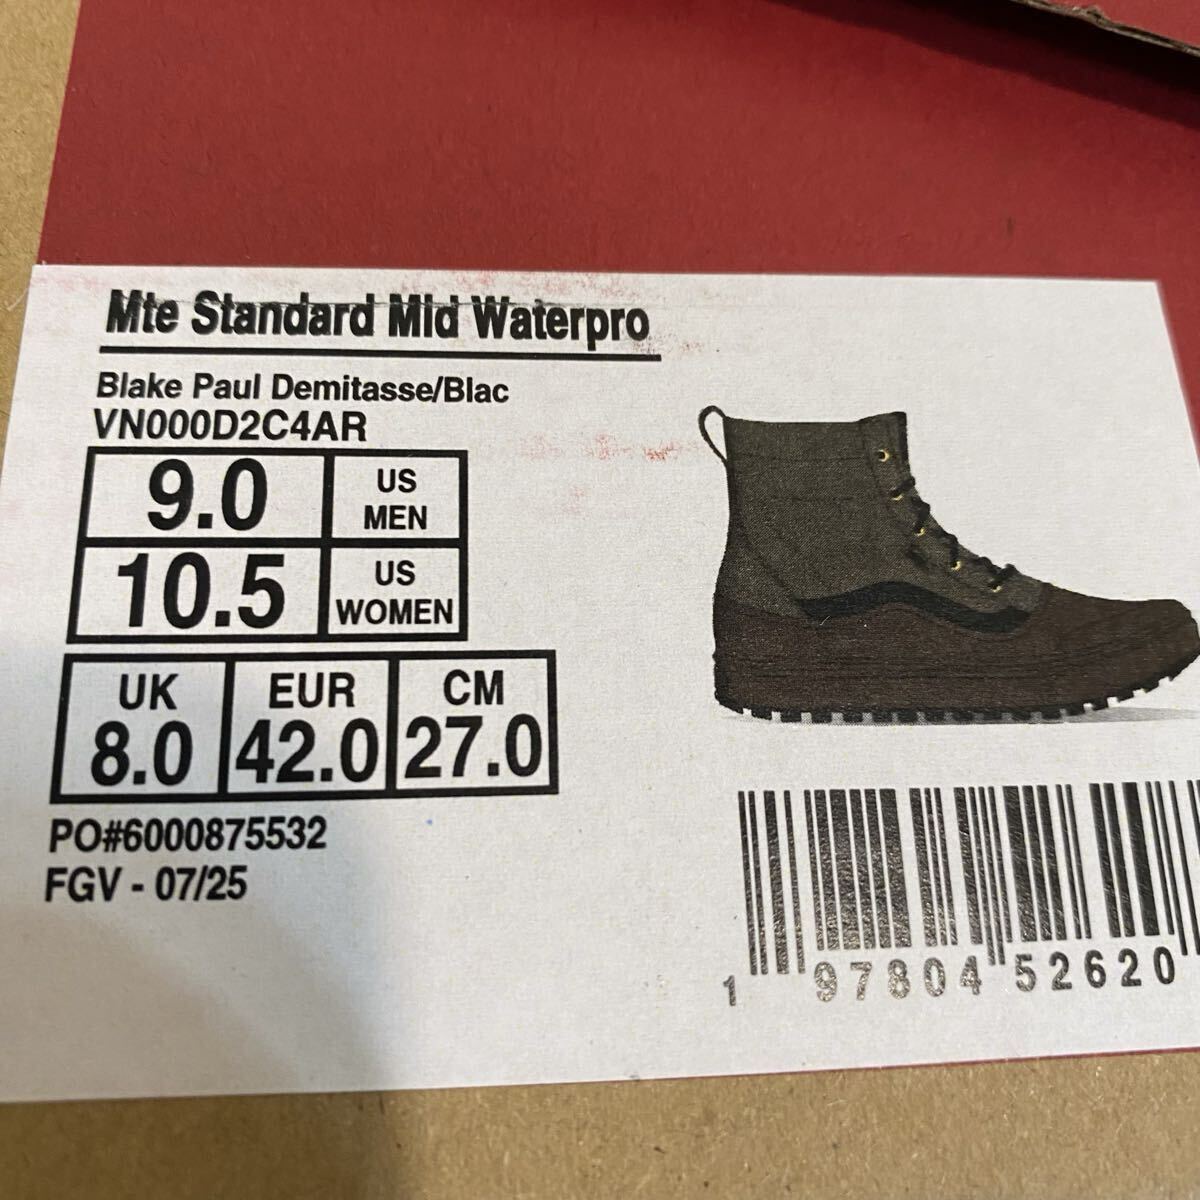 Mte Standard Mid Waterpro
Blake Paul Demitasse/Blac
VN000D2C4AR
9.0 US MEN
10.5 US WOMEN
UK EUR CM
8.0 42.0 27.0
PO#6000875532
FGV - 07/25
1 97804 52620